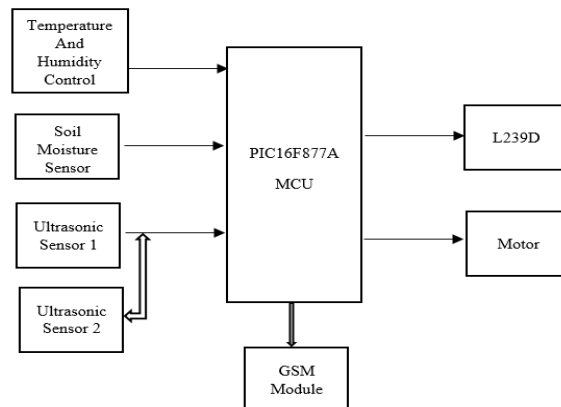 Temperature
And
Humidity
Control
Soil
Moisture
Sensor
Ultrasonic
Sensor 1
Ultrasonic
Sensor 2
PIC16F877A
MCU
GSM
Module
L239D
Motor